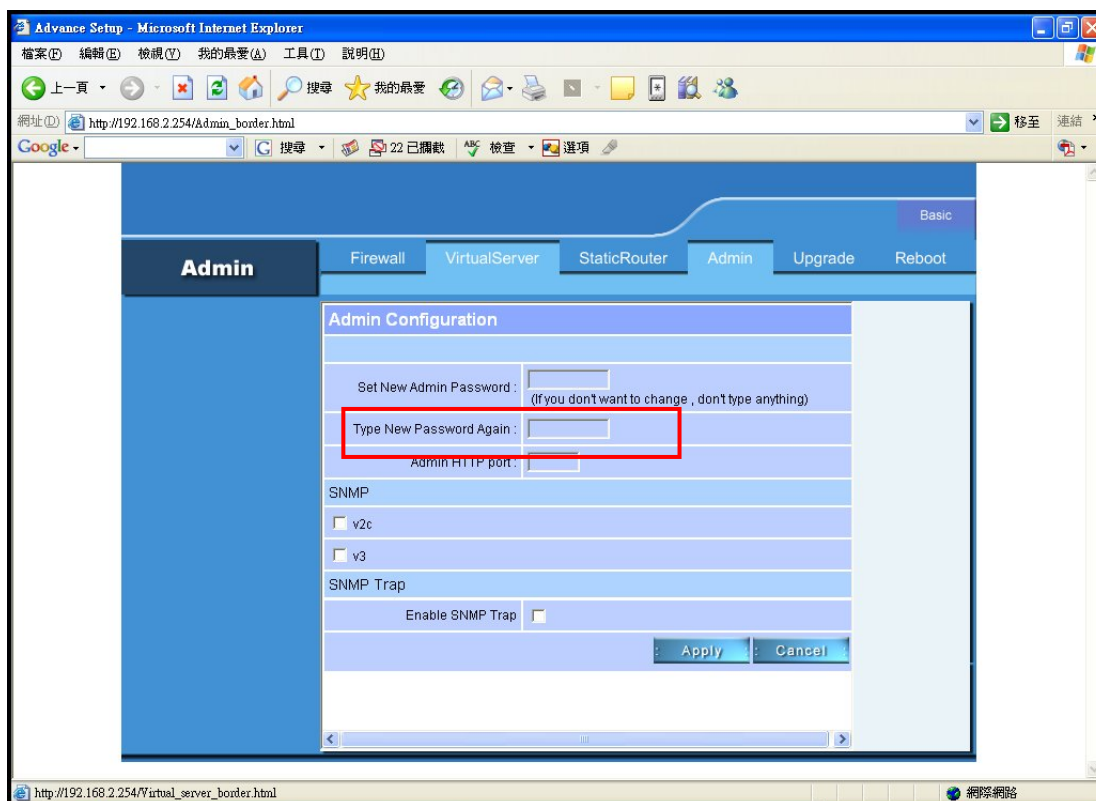 Advance Setup - Microsoft Internet Explorer
檔案(F) 編輯(E) 檢視(V) 我的最愛(A) 工具(T) 說明(H)
上一頁 搜尋 我的最愛
網址(D) http://192.168.2.254/Admin_border.html 移至 連結
Google 搜尋 22 已攔截 ABC 檢查 選項
Basic
Admin Firewall VirtualServer StaticRouter Admin Upgrade Reboot
Admin Configuration
Set New Admin Password :
(If you don't want to change , don't type anything)
Type New Password Again :
Admin HTTP port :
SNMP
v2c
v3
SNMP Trap
Enable SNMP Trap
Apply Cancel
http://192.168.2.254/Virtual_server_border.html 網際網路